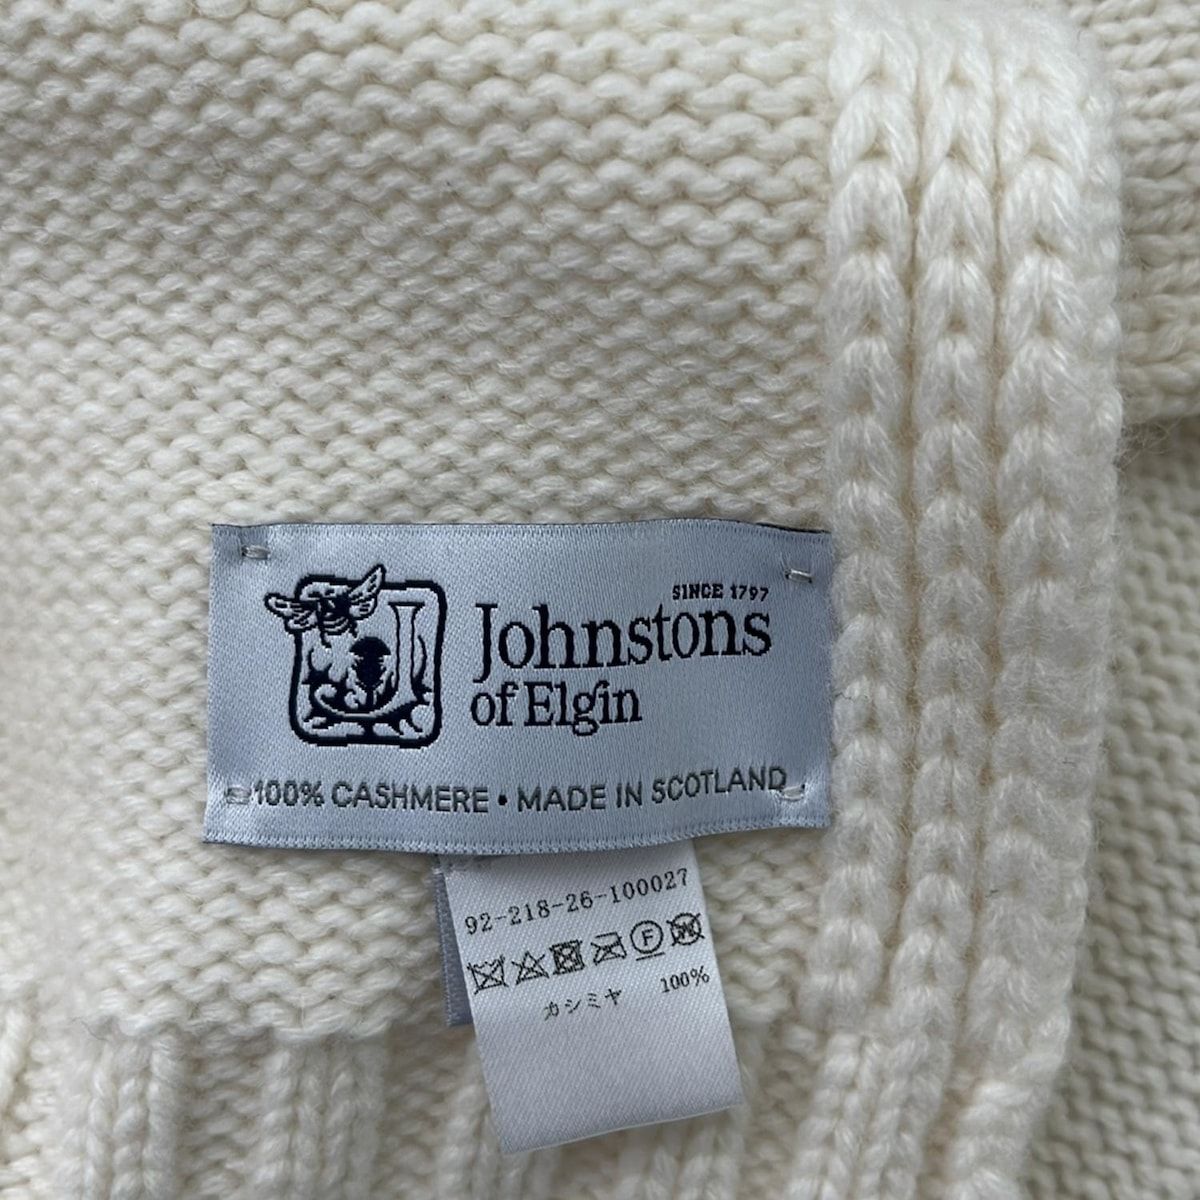 SINCE 1797
Johnstons
of Elgin
100% CASHMERE • MADE IN SCOTLAND
92-218-26-100027
F W
カシミヤ 100%